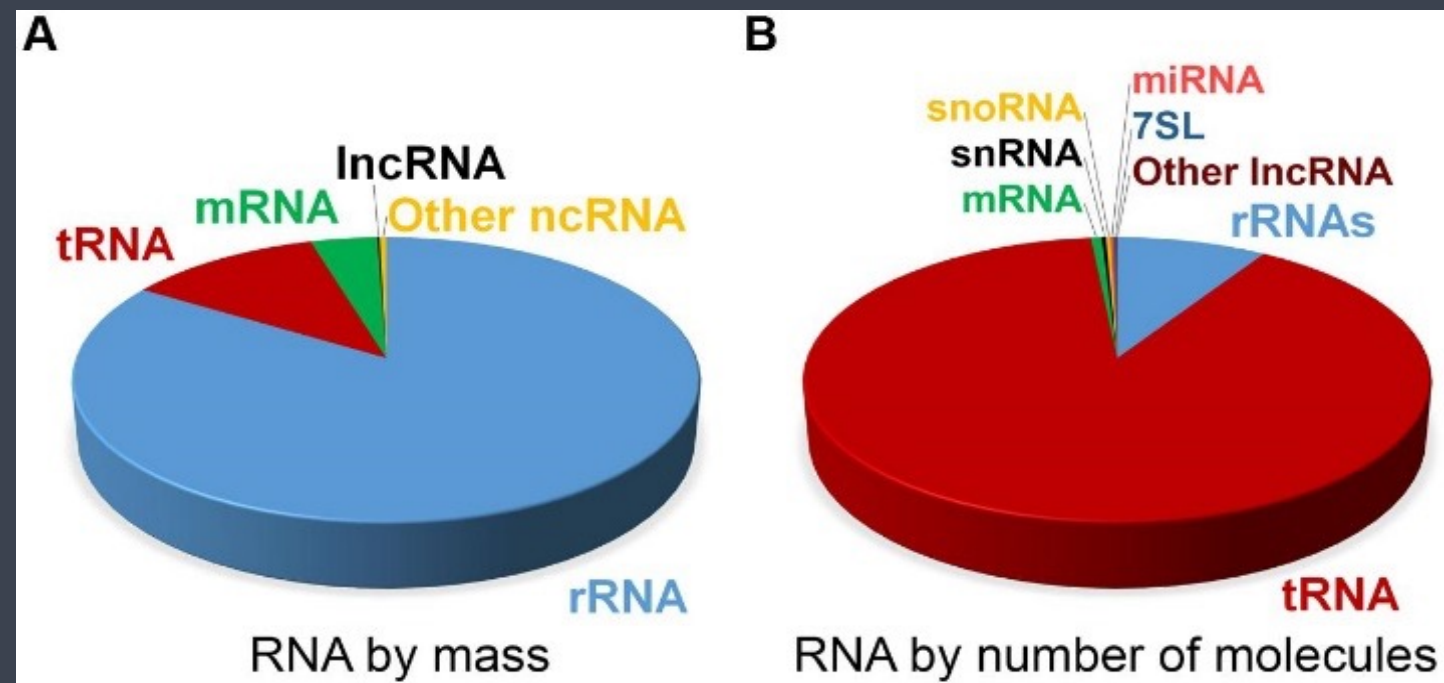 A
lncRNA
mRNA
Other ncRNA
tRNA
rRNA
RNA by mass
B
miRNA
snoRNA
7SL
snRNA
Other lncRNA
mRNA
rRNAs
tRNA
RNA by number of molecules